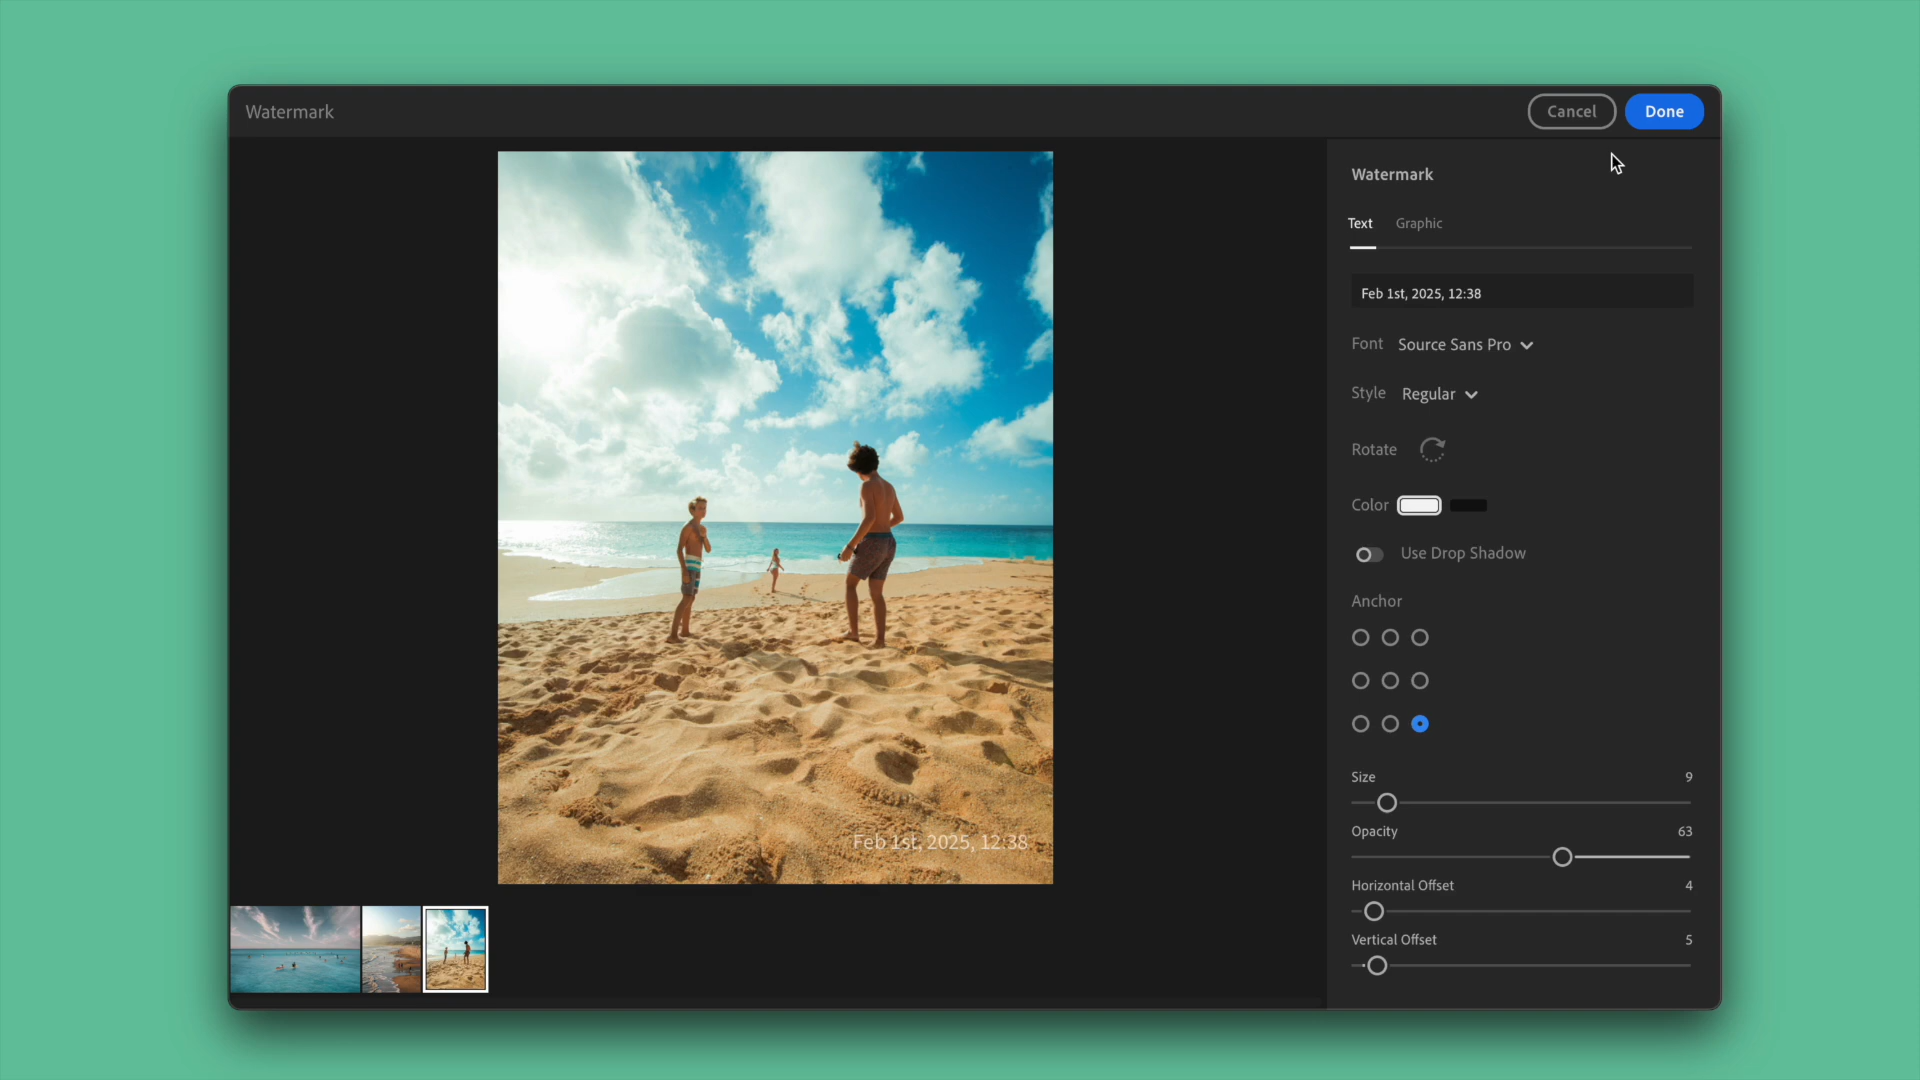 Watermark
Cancel
Done
Watermark
Text Graphic
Feb 1st, 2025, 12:38
Font Source Sans Pro
Style Regular
Rotate
Color
Use Drop Shadow
Anchor
Size 9
Opacity 63
Horizontal Offset 4
Vertical Offset 5
Feb 1st, 2025, 12:38